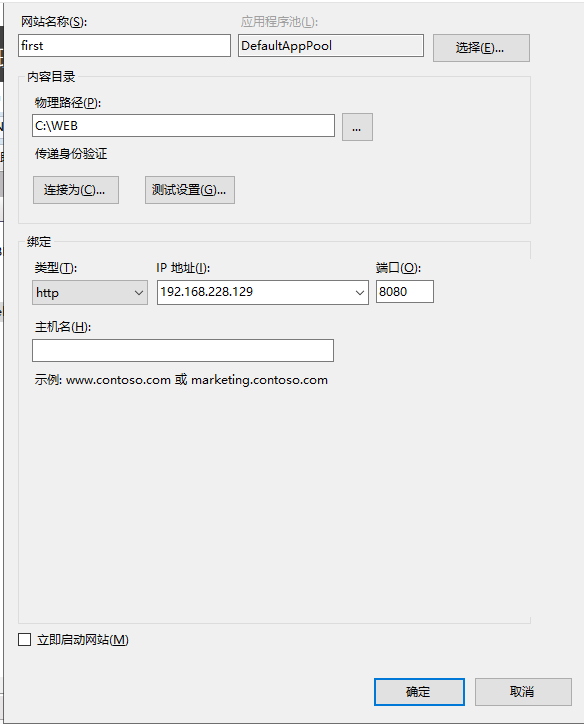 网站名称(S): 应用程序池(L):
first DefaultAppPool 选择(E)...
内容目录
物理路径(P):
C:\WEB ...
传递身份验证
连接为(C)... 测试设置(G)...
绑定
类型(T): IP 地址(I): 端口(O):
http 192.168.228.129 8080
主机名(H):
示例: www.contoso.com 或 marketing.contoso.com
立即启动网站(M)
确定 取消